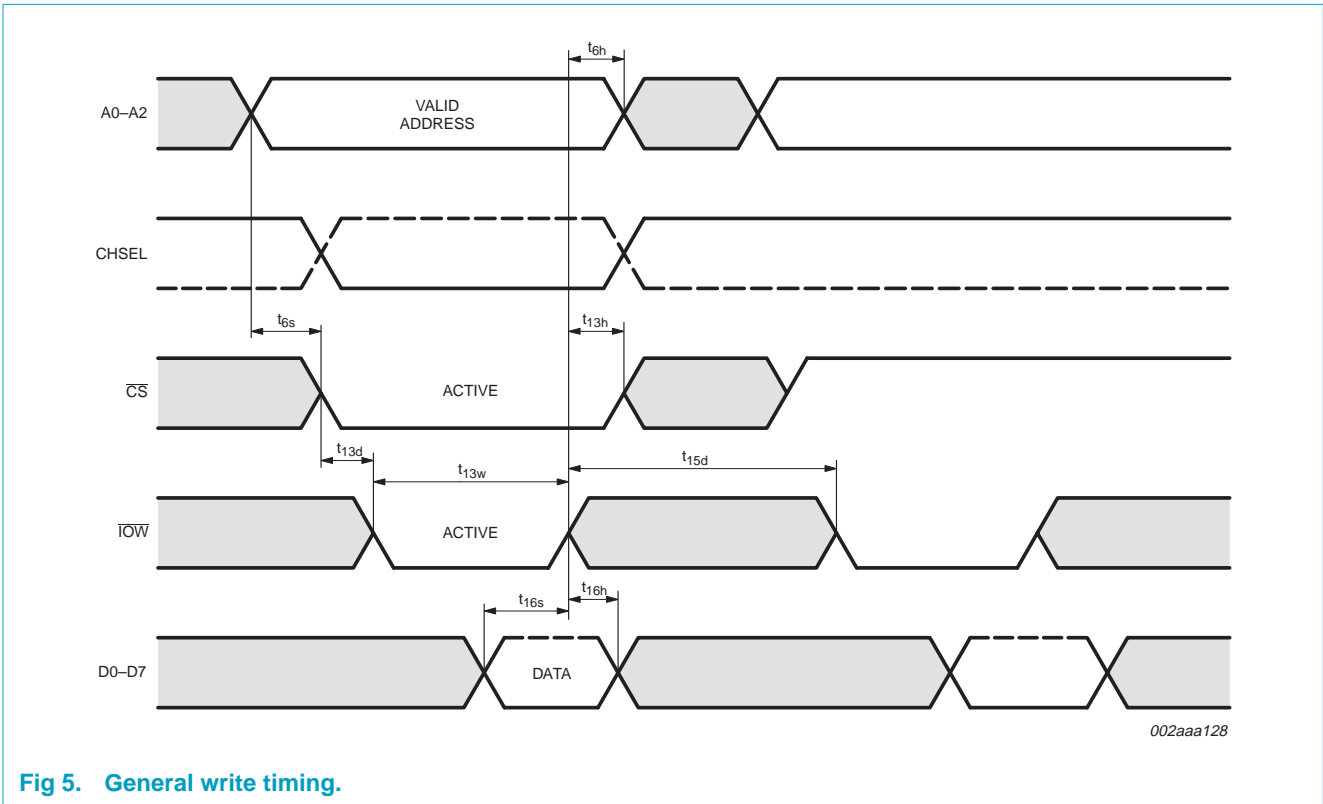 t6h
A0–A2
VALID
ADDRESS
CHSEL
t6s
t13h
CS
ACTIVE
t13d
t13w
t15d
IOW
ACTIVE
t16s
t16h
D0–D7
DATA
002aaa128
Fig 5. General write timing.